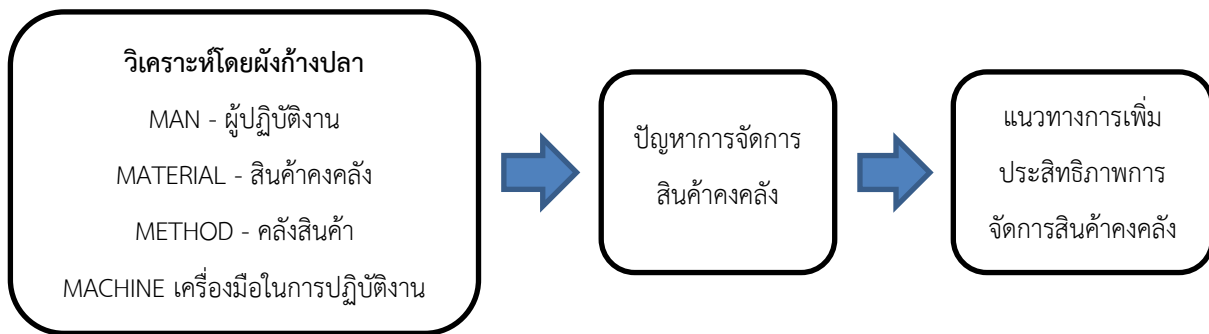 วิเคราะห์โดยผังก้างปลา
MAN - ผู้ปฏิบัติงาน
MATERIAL - สินค้าคงคลัง
METHOD - คลังสินค้า
MACHINE เครื่องมือในการปฏิบัติงาน
ปัญหาการจัดการ
สินค้าคงคลัง
แนวทางการเพิ่ม
ประสิทธิภาพการ
จัดการสินค้าคงคลัง